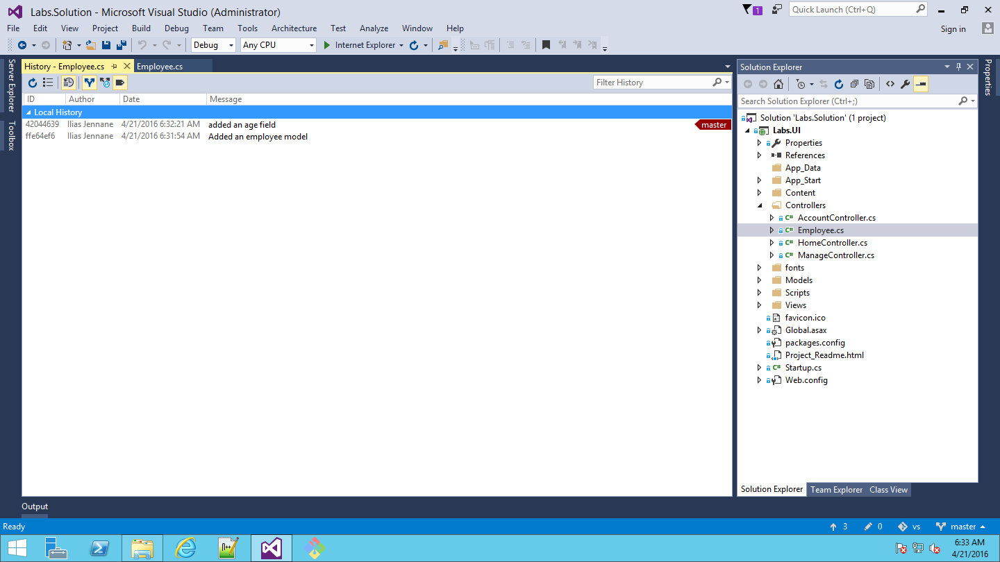 Labs.Solution - Microsoft Visual Studio (Administrator)
1
Quick Launch (Ctrl+Q)
File Edit View Project Build Debug Team Tools Architecture Test Analyze Window Help
Sign in
Debug Any CPU Internet Explorer
Server Explorer
Toolbox
History - Employee.cs
Employee.cs
Filter History
ID Author Date Message
Local History
42044639 Ilias Jennane 4/21/2016 6:32:21 AM added an age field master
ffe64ef6 Ilias Jennane 4/21/2016 6:31:54 AM Added an employee model
Solution Explorer
Search Solution Explorer (Ctrl+;)
Solution 'Labs.Solution' (1 project)
Labs.UI
Properties
References
App_Data
App_Start
Content
Controllers
C# AccountController.cs
C# Employee.cs
C# HomeController.cs
C# ManageController.cs
fonts
Models
Scripts
Views
favicon.ico
Global.asax
packages.config
Project_Readme.html
C# Startup.cs
Web.config
Solution Explorer Team Explorer Class View
Properties
Output
Ready
3 0 vs master
6:33 AM
4/21/2016